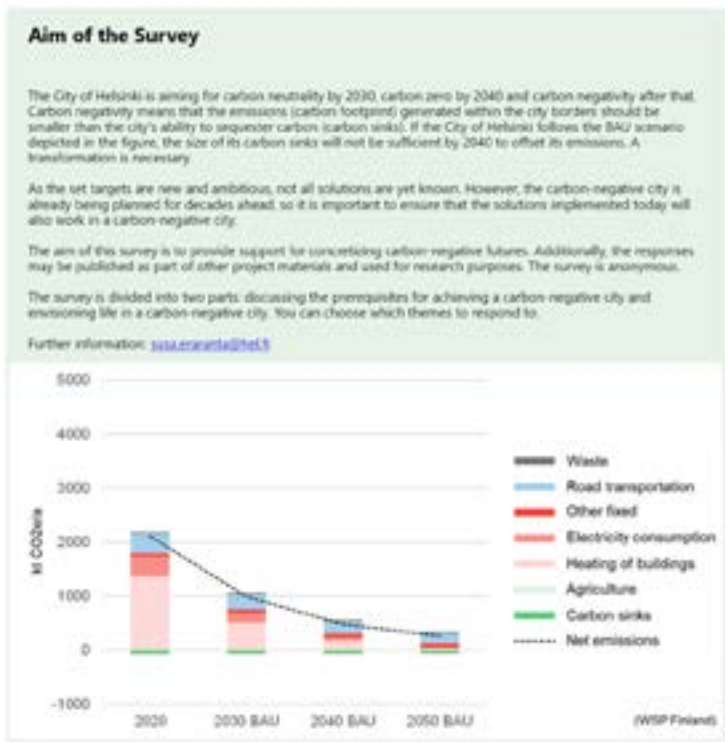 Aim of the Survey
The City of Helsinki is aiming for carbon neutrality by 2030, carbon zero by 2040 and carbon negativity after that.
Carbon negativity means that the emissions (carbon footprint) generated within the city borders should be
smaller than the city's ability to sequester carbon (carbon sinks). If the City of Helsinki follows the BAU scenario
depicted in the figure, the size of its carbon sinks will not be sufficient by 2040 to offset its emissions. A
transformation is necessary.
As the set targets are new and ambitious, not all solutions are yet known. However, the carbon-negative city is
already being planned for decades ahead, so it is important to ensure that the solutions implemented today will
also work in a carbon-negative city.
The aim of this survey is to provide support for concretizing carbon-negative futures. Additionally, the responses
may be published as part of other project materials and used for research purposes. The survey is anonymous.
The survey is divided into two parts: discussing the prerequisites for achieving a carbon-negative city and
envisioning life in a carbon-negative city. You can choose which themes to respond to.
Further information: susa.eraranta@hel.fi
5000
4000
3000
2000
1000
0
-1000
kt CO2e/a
2020
2030 BAU
2040 BAU
2050 BAU
Waste
Road transportation
Other fixed
Electricity consumption
Heating of buildings
Agriculture
Carbon sinks
Net emissions
(WSP Finland)